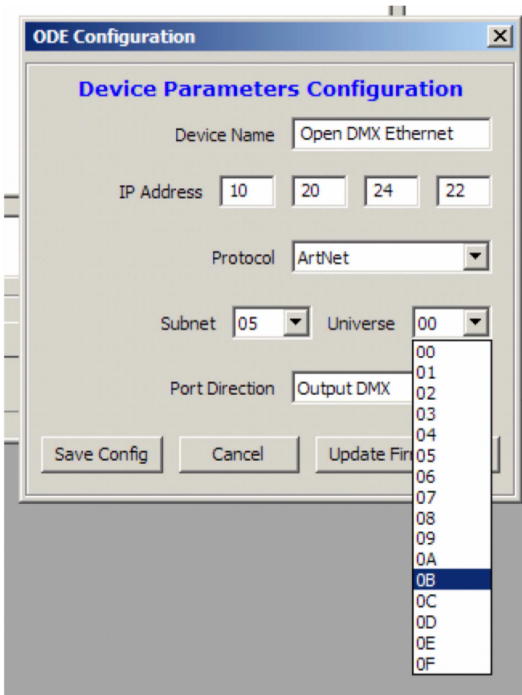 ODE Configuration
Device Parameters Configuration
Device Name Open DMX Ethernet
IP Address 10 20 24 22
Protocol ArtNet
Subnet 05 Universe 00
00
01
02
Port Direction Output DMX
03
04
05
06
07
08
09
0A
0B
0C
0D
0E
0F
Save Config Cancel Update Fir